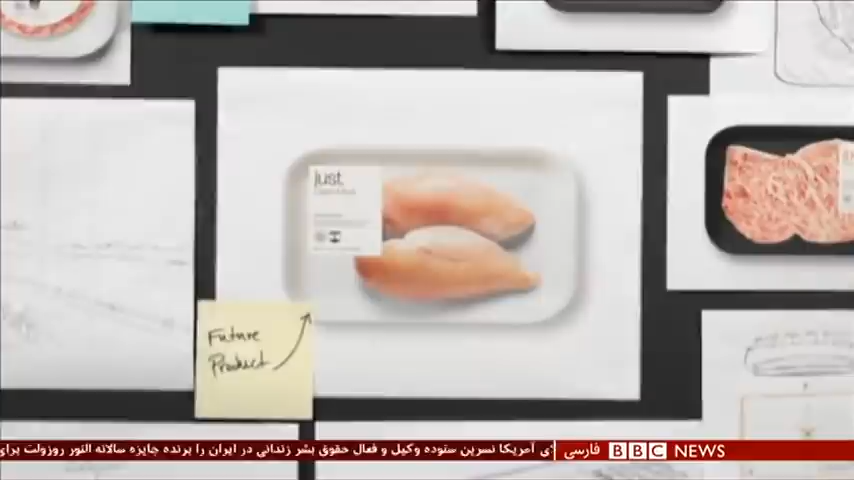 Just.
Future
Product
ی آمریکا نسرین ستوده وکیل و فعال حقوق بشر زندانی در ایران را برنده جایزه سالانه النور روزولت برای
BBC NEWS فارسی